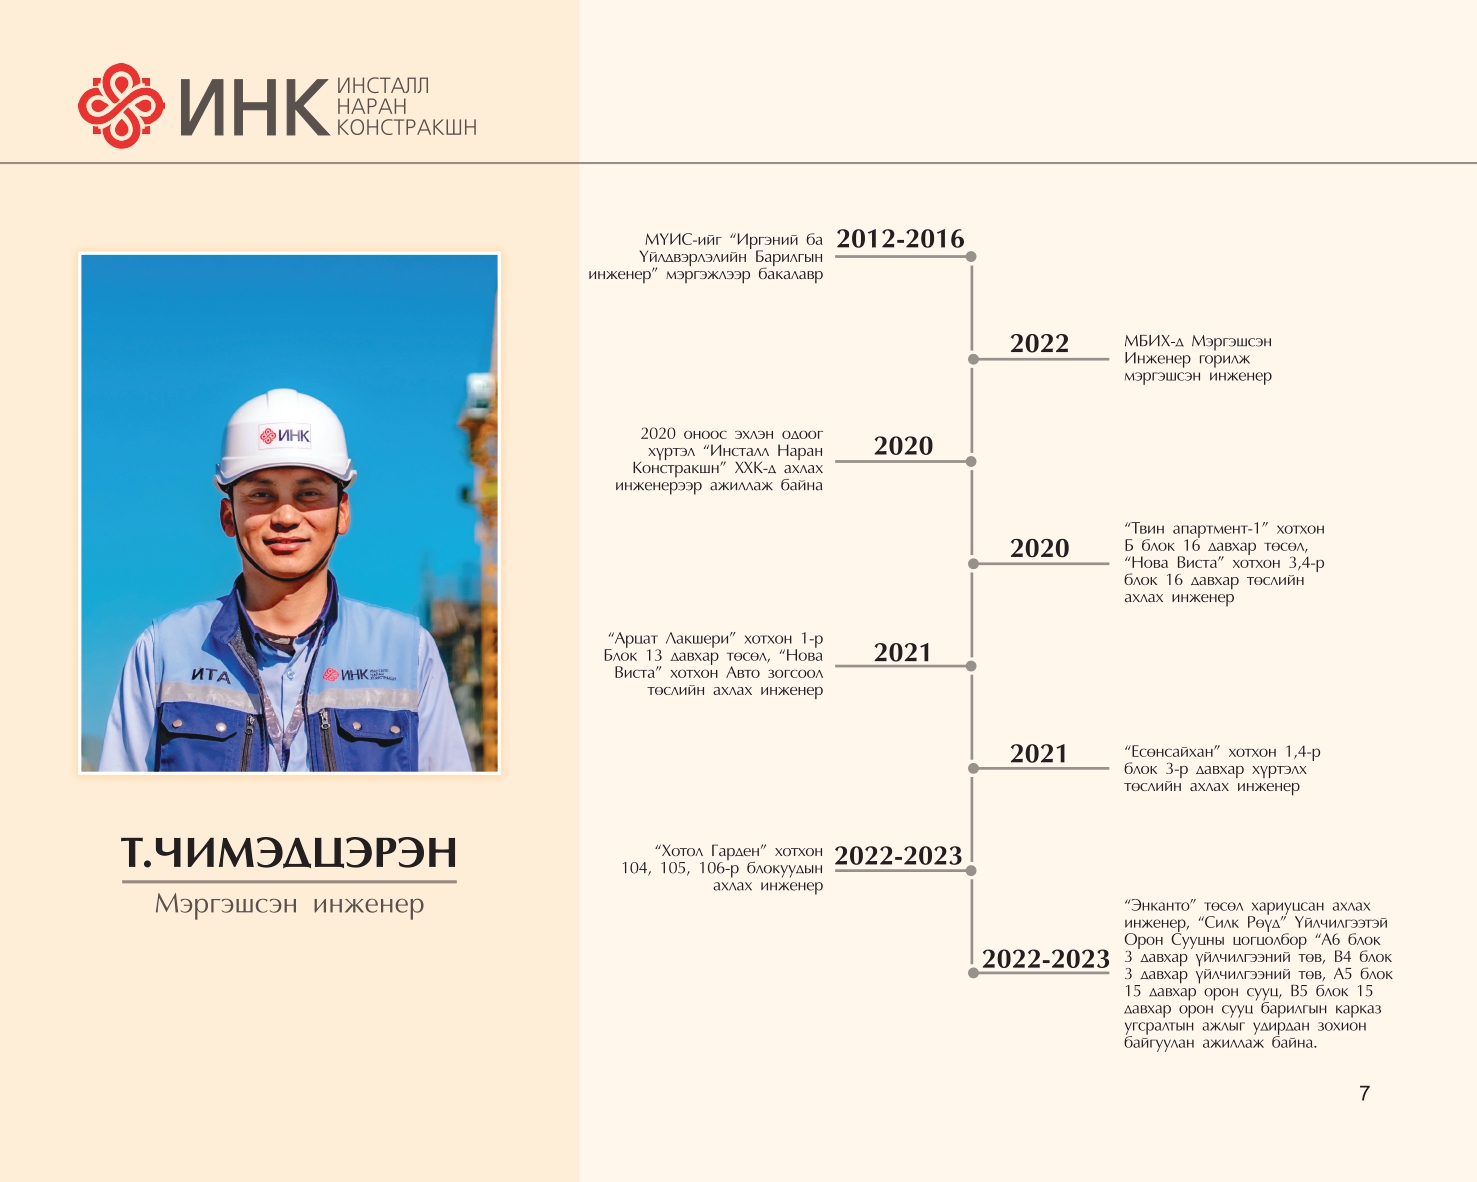 ИНК
ИНСТАЛЛ
НАРАН
КОНСТРАКШН
ИНК
ИТА
ИНК
ИНСТАЛЛ
НАРАН
КОНСТРАКШН
Т.ЧИМЭДЦЭРЭН
Мэргэшсэн инженер
МҮИС-ийг “Иргэний ба
Үйлдвэрлэлийн Барилгын
инженер” мэргэжлээр бакалавр
2012-2016
2022
МБИХ-д Мэргэшсэн
Инженер горилж
мэргэшсэн инженер
2020 оноос эхлэн одоог
хүртэл “Инсталл Наран
Констракшн” ХХК-д ахлах
инженерээр ажиллаж байна
2020
2020
“Твин апартмент-1” хотхон
Б блок 16 давхар төсөл,
“Нова Виста” хотхон 3,4-р
блок 16 давхар төслийн
ахлах инженер
“Арцат Лакшери” хотхон 1-р
Блок 13 давхар төсөл, “Нова
Виста” хотхон Авто зогсоол
төслийн ахлах инженер
2021
2021
“Есөнсайхан” хотхон 1,4-р
блок 3-р давхар хүртэлх
төслийн ахлах инженер
“Хотол Гарден” хотхон
104, 105, 106-р блокуудын
ахлах инженер
2022-2023
2022-2023
“Энканто” төсөл хариуцсан ахлах
инженер, “Силк Рөүд” Үйлчилгээтэй
Орон Сууцны цогцолбор “А6 блок
3 давхар үйлчилгээний төв, В4 блок
3 давхар үйлчилгээний төв, А5 блок
15 давхар орон сууц, В5 блок 15
давхар орон сууц барилгын карказ
угсралтын ажлыг удирдан зохион
байгуулан ажиллаж байна.
7